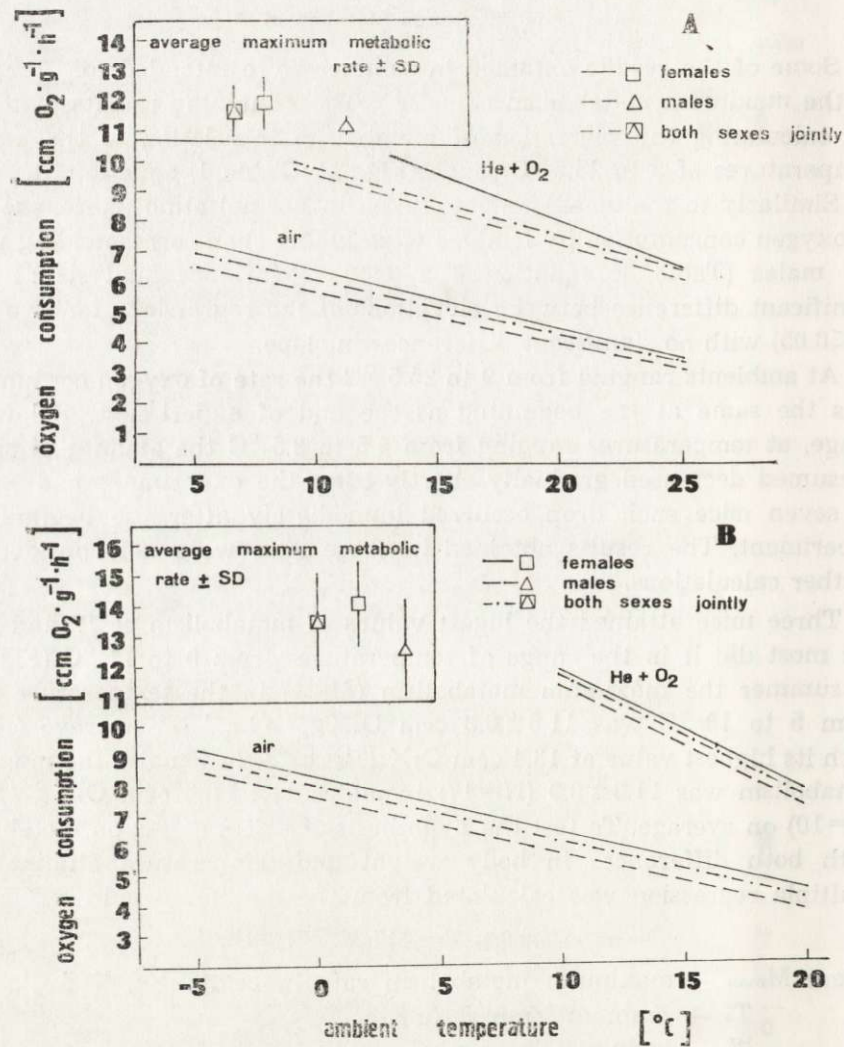 A
[ccm O₂·g⁻¹·h⁻¹]
oxygen consumption
14
13
12
11
10
9
8
7
6
5
4
3
2
1
average maximum metabolic
rate ± SD
females
males
both sexes jointly
He + O₂
air
5 10 15 20 25
B
[ccm O₂·g⁻¹·h⁻¹]
oxygen consumption
16
15
14
13
12
11
10
9
8
7
6
5
4
3
average maximum metabolic
rate ± SD
females
males
both sexes jointly
He + O₂
air
-5 0 5 10 15 20
ambient temperature [°C]